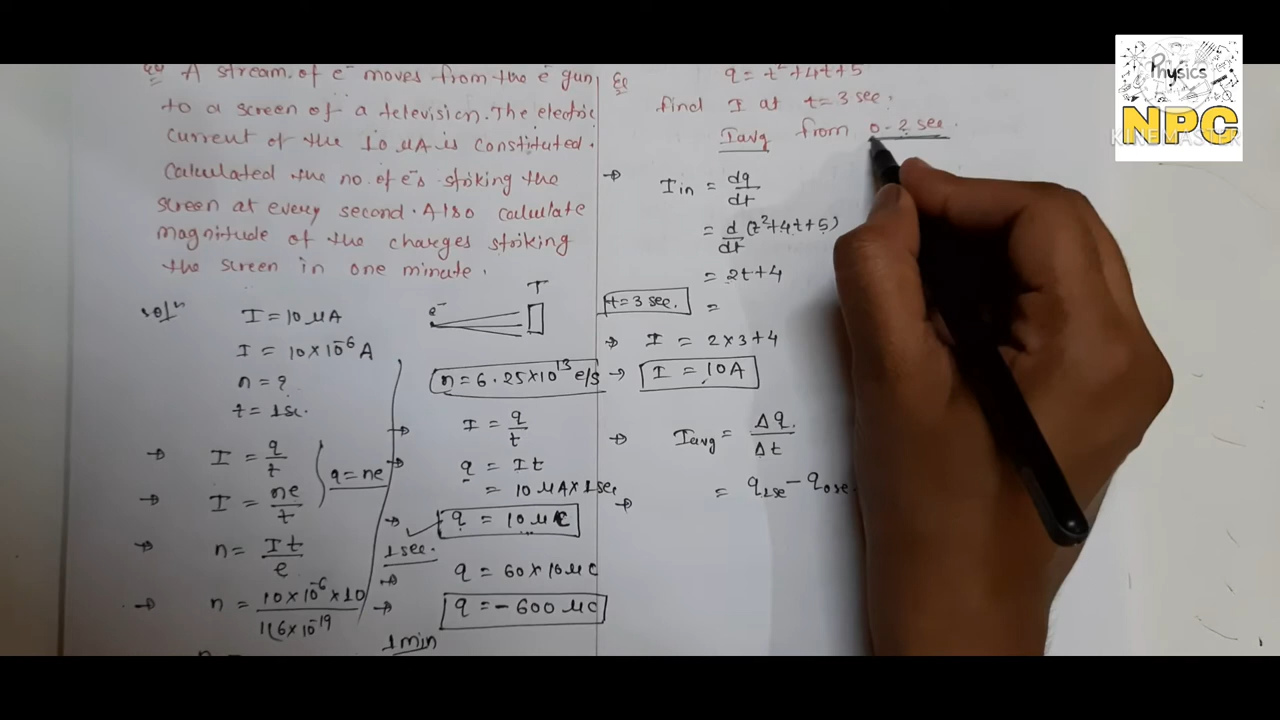 A stream. of e⁻ moves from the e⁻ gun
to a screen of a television. The electric
current of the 10 μA is constituted.
Calculated the no. of e⁻s striking the
screen at every second. Also calculate
magnitude of the charges striking
the screen in one minute.
solⁿ
I = 10 μA
I = 10×10⁻⁶ A
n = ?
t = 1 sc.
→ I = q/t
→ I = ne/t
q = ne
→ n = It/e
→ n = 10×10⁻⁶×10 / 1.6×10⁻¹⁹
e⁻
T
n = 6.25×10¹³ e/s
→ I = q/t
→ q = It
= 10 μA×1 sec
→ q = 10 μC
1 sec.
→ q = 60×10 μC
→ q = - 600 μC
1 min
q = t²+4t+5
find I at t = 3 sec.
Iavg from 0-2 sec.
→ Iin = dq/dt
= d/dt (t²+4t+5)
= 2t+4
t = 3 sec. =
→ I = 2×3+4
→ I = 10A
→ Iavg = Δq/Δt
→ = q2se - q0se.
Physics
NPC
KINEMASTER